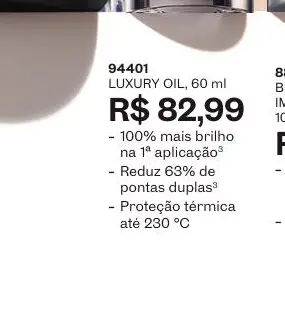 94401
LUXURY OIL, 60 ml
R$ 82,99
- 100% mais brilho
na 1ª aplicação³
- Reduz 63% de
pontas duplas³
- Proteção térmica
até 230 °C